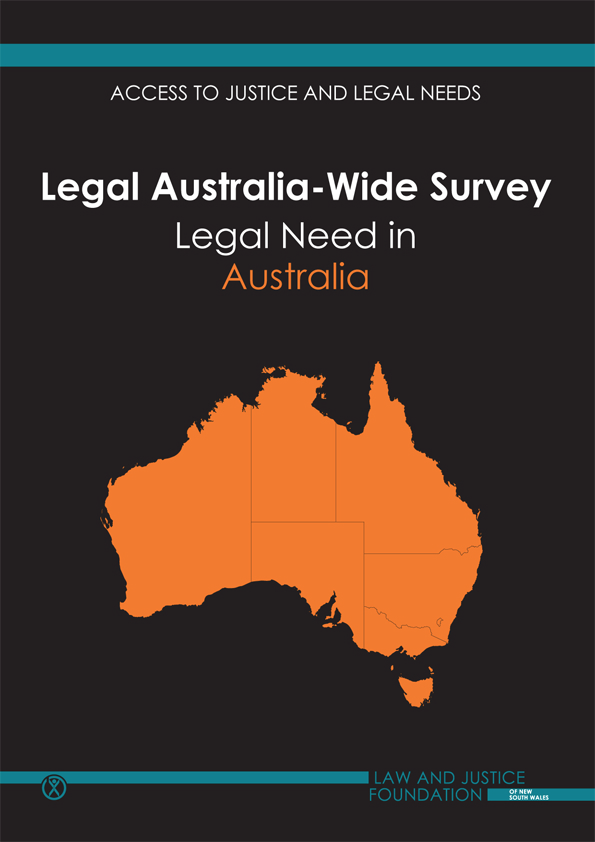 ACCESS TO JUSTICE AND LEGAL NEEDS
Legal Australia-Wide Survey
Legal Need in
Australia
LAW AND JUSTICE
FOUNDATION OF NEW
SOUTH WALES